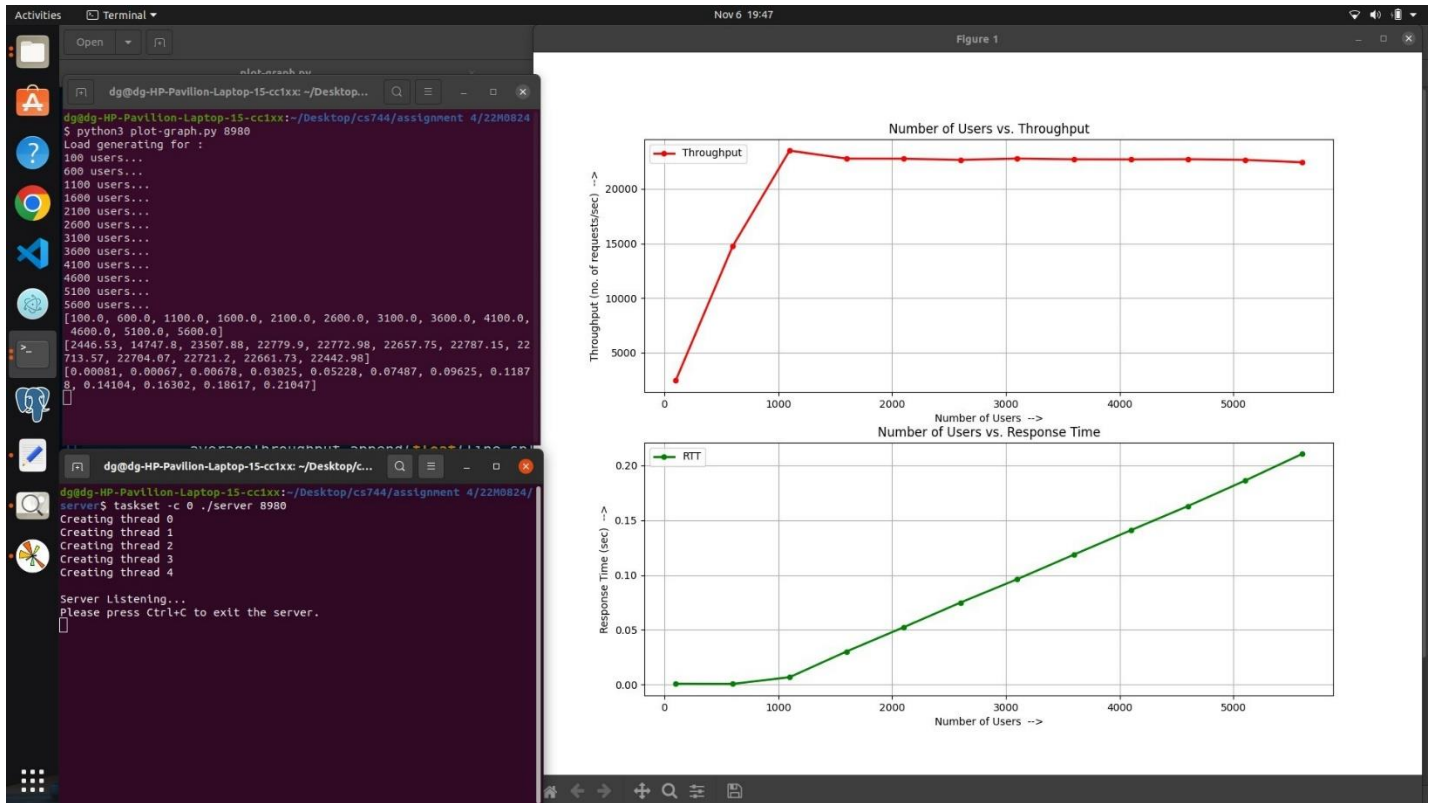 Activities
Terminal
Nov 6 19:47
Open
plot-graph.py
Figure 1
dg@dg-HP-Pavilion-Laptop-15-cc1xx: ~/Desktop...
dg@dg-HP-Pavilion-Laptop-15-cc1xx:~/Desktop/cs744/assignment 4/22M0824
$ python3 plot-graph.py 8980
Load generating for :
100 users...
600 users...
1100 users...
1600 users...
2100 users...
2600 users...
3100 users...
3600 users...
4100 users...
4600 users...
5100 users...
5600 users...
[100.0, 600.0, 1100.0, 1600.0, 2100.0, 2600.0, 3100.0, 3600.0, 4100.0,
4600.0, 5100.0, 5600.0]
[2446.53, 14747.8, 23507.88, 22779.9, 22772.98, 22657.75, 22787.15, 22
713.57, 22704.07, 22721.2, 22661.73, 22442.98]
[0.00081, 0.00067, 0.00678, 0.03025, 0.05228, 0.07487, 0.09625, 0.1187
8, 0.14104, 0.16302, 0.18617, 0.21047]
dg@dg-HP-Pavilion-Laptop-15-cc1xx: ~/Desktop/c...
dg@dg-HP-Pavilion-Laptop-15-cc1xx:~/Desktop/cs744/assignment 4/22M0824/
server$ taskset -c 0 ./server 8980
Creating thread 0
Creating thread 1
Creating thread 2
Creating thread 3
Creating thread 4
Server Listening...
Please press Ctrl+C to exit the server.
Number of Users vs. Throughput
Throughput
Throughput (no. of requests/sec) -->
20000
15000
10000
5000
0 1000 2000 3000 4000 5000
Number of Users -->
Number of Users vs. Response Time
RTT
Response Time (sec) -->
0.20
0.15
0.10
0.05
0.00
0 1000 2000 3000 4000 5000
Number of Users -->